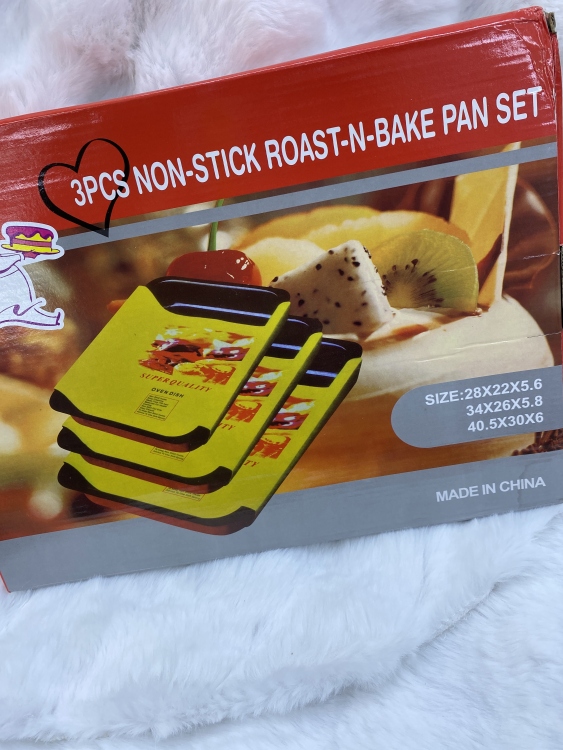 3PCS NON-STICK ROAST-N-BAKE PAN SET
SUPERQUALITY
OVEN DISH
SIZE:28X22X5.6
34X26X5.8
40.5X30X6
MADE IN CHINA